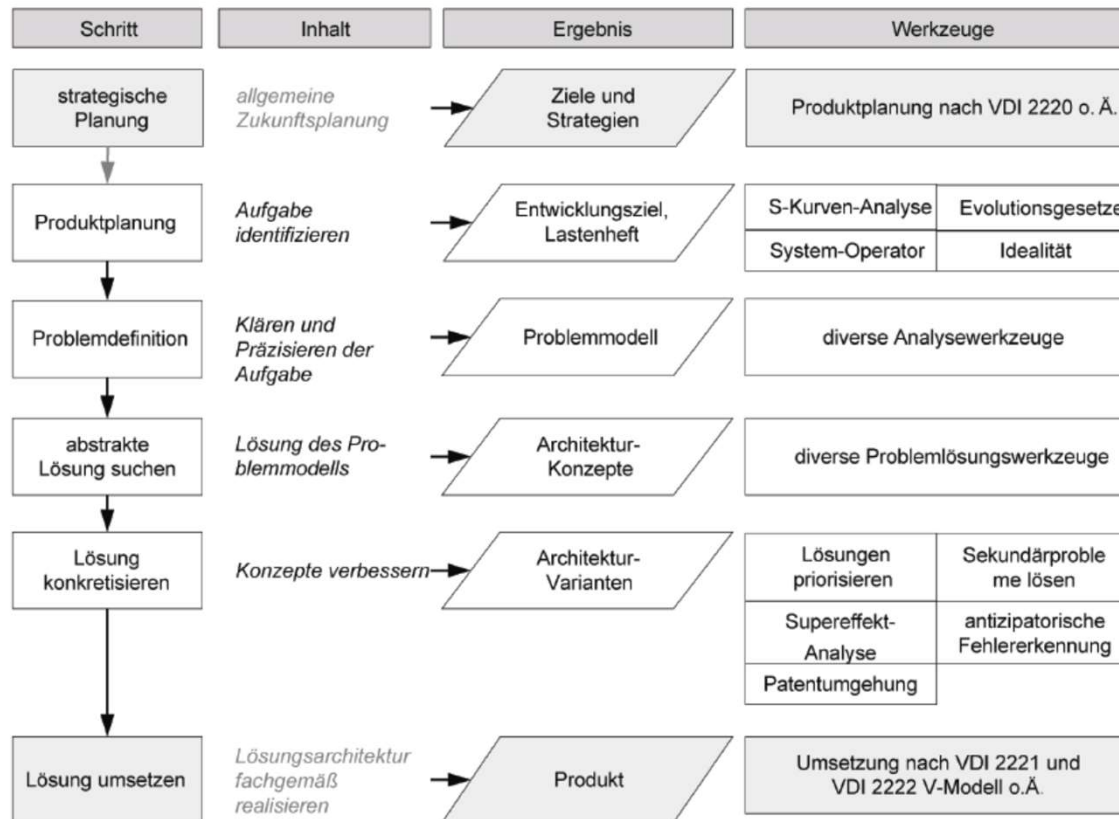 Schritt
Inhalt
Ergebnis
Werkzeuge
strategische
Planung
allgemeine
Zukunftsplanung
Ziele und
Strategien
Produktplanung nach VDI 2220 o. Ä.
Produktplanung
Aufgabe
identifizieren
Entwicklungsziel,
Lastenheft
S-Kurven-Analyse
Evolutionsgesetze
System-Operator
Idealität
Problemdefinition
Klären und
Präzisieren der
Aufgabe
Problemmodell
diverse Analysewerkzeuge
abstrakte
Lösung suchen
Lösung des Pro-
blemmodells
Architektur-
Konzepte
diverse Problemlösungswerkzeuge
Lösung
konkretisieren
Konzepte verbessern
Architektur-
Varianten
Lösungen
priorisieren
Sekundärproble
me lösen
Supereffekt-
Analyse
antizipatorische
Fehlererkennung
Patentumgehung
Lösung umsetzen
Lösungsarchitektur
fachgemäß
realisieren
Produkt
Umsetzung nach VDI 2221 und
VDI 2222 V-Modell o.Ä.